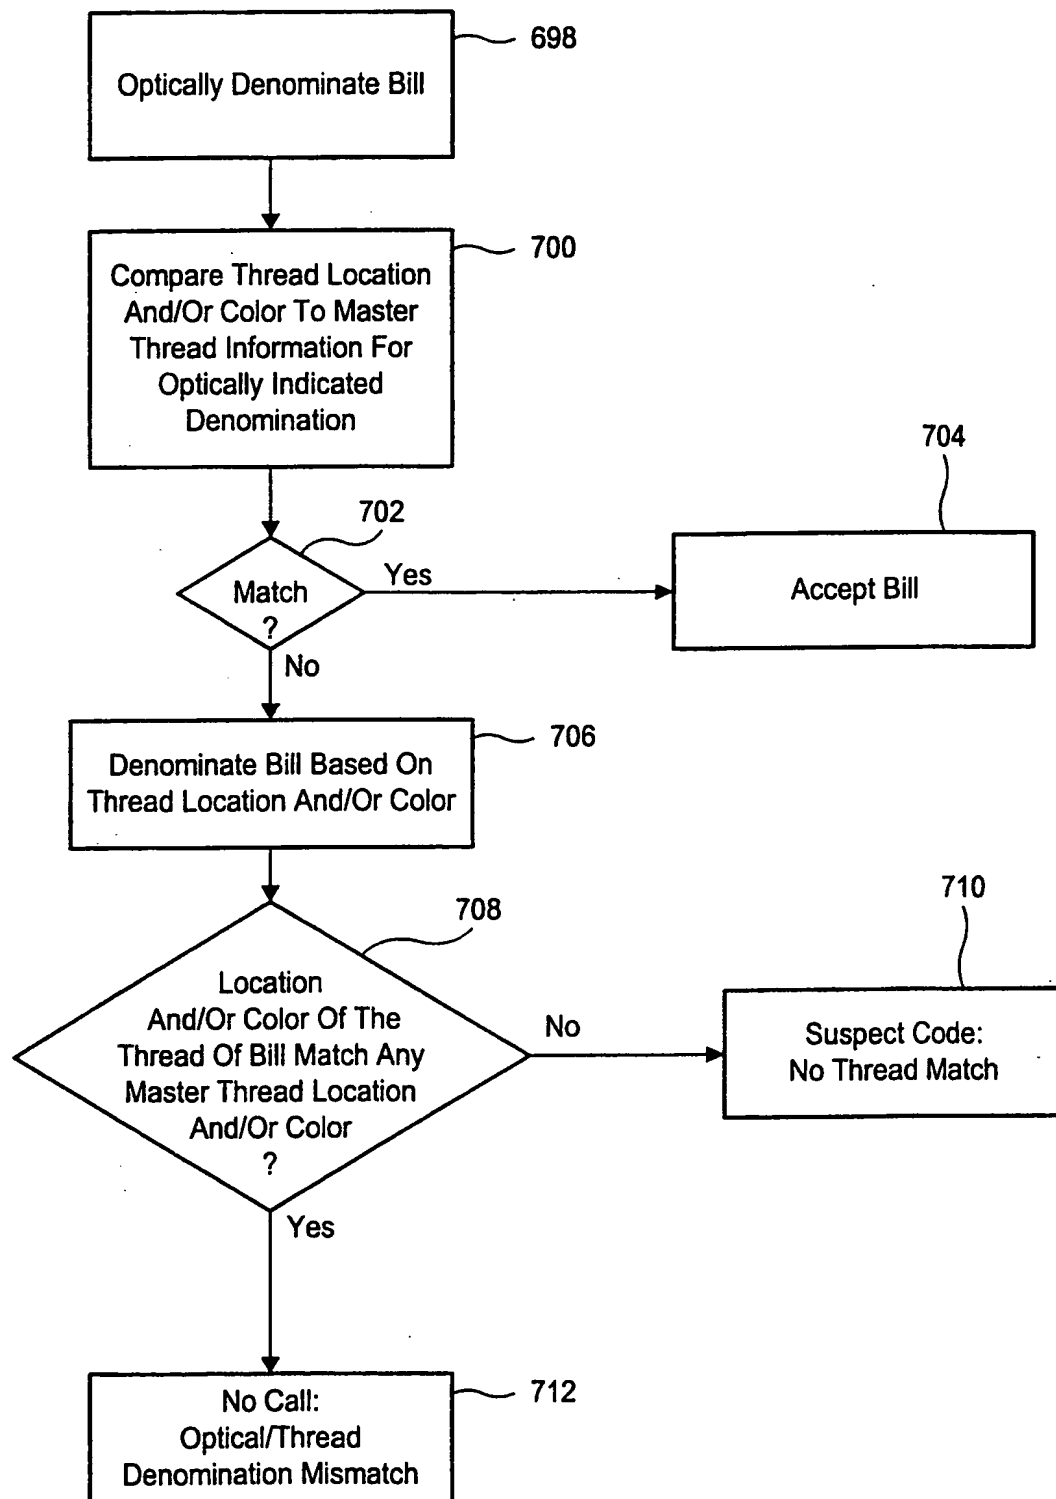 698
Optically Denominate Bill
700
Compare Thread Location
And/Or Color To Master
Thread Information For
Optically Indicated
Denomination
704
702
Match
?
Yes
Accept Bill
No
706
Denominate Bill Based On
Thread Location And/Or Color
708
710
Location
And/Or Color Of The
Thread Of Bill Match Any
Master Thread Location
And/Or Color
?
No
Suspect Code:
No Thread Match
Yes
712
No Call:
Optical/Thread
Denomination Mismatch